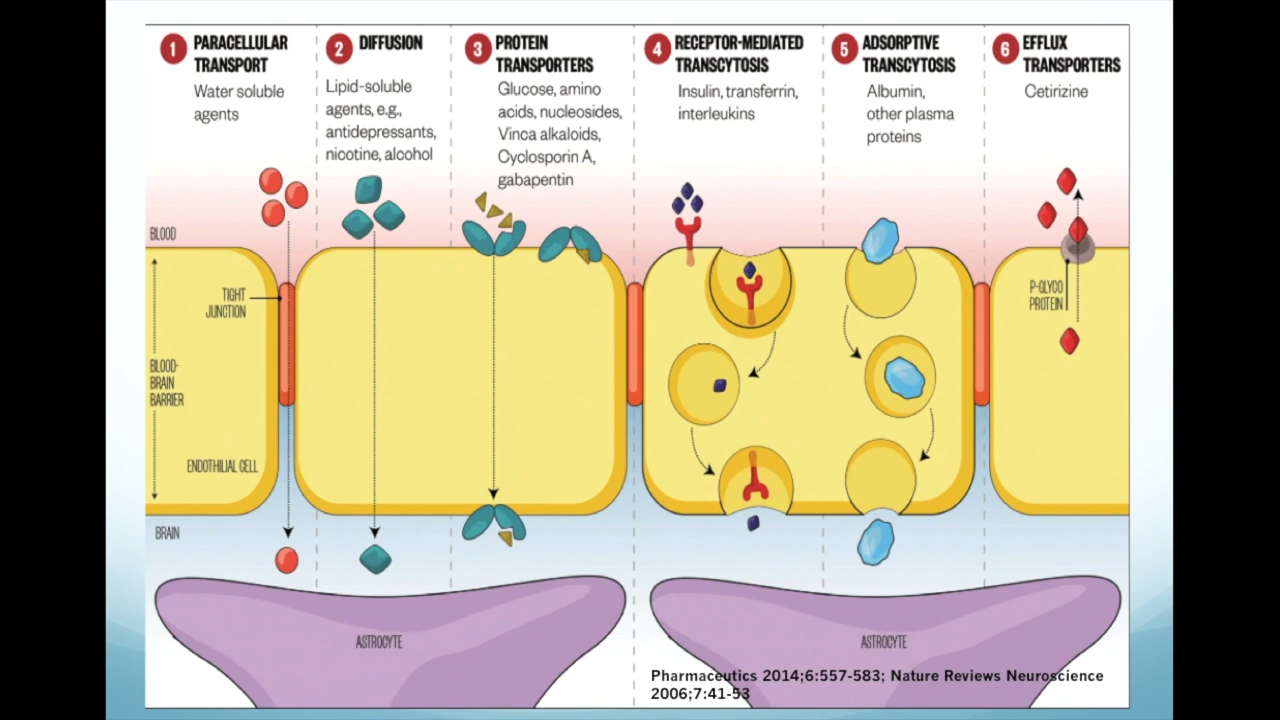 1 PARACELLULAR
TRANSPORT
Water soluble
agents
2 DIFFUSION
Lipid-soluble
agents, e.g.,
antidepressants,
nicotine, alcohol
3 PROTEIN
TRANSPORTERS
Glucose, amino
acids, nucleosides,
Vinca alkaloids,
Cyclosporin A,
gabapentin
4 RECEPTOR-MEDIATED
TRANSCYTOSIS
Insulin, transferrin,
interleukins
5 ADSORPTIVE
TRANSCYTOSIS
Albumin,
other plasma
proteins
6 EFFLUX
TRANSPORTERS
Cetirizine
BLOOD
TIGHT
JUNCTION
P-GLYCO
PROTEIN
BLOOD-
BRAIN
BARRIER
ENDOTHILIAL CELL
BRAIN
ASTROCYTE
ASTROCYTE
Pharmaceutics 2014;6:557-583; Nature Reviews Neuroscience
2006;7:41-53